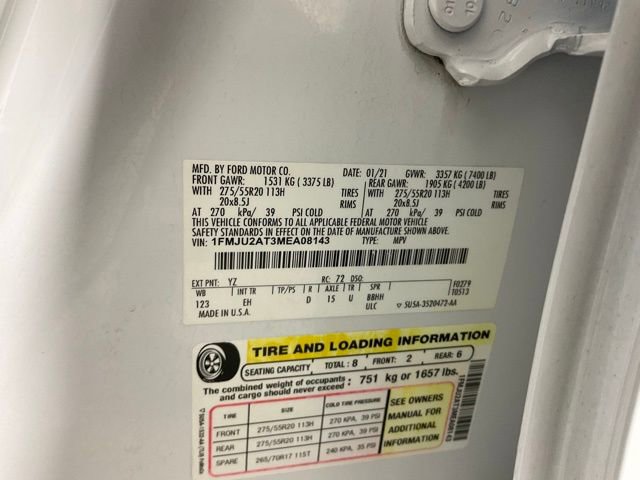 MFD. BY FORD MOTOR CO. DATE: 01/21 GVWR: 3357 KG ( 7400 LB)
FRONT GAWR: 1531 KG ( 3375 LB) REAR GAWR: 1905 KG ( 4200 LB)
WITH 275/55R20 113H TIRES WITH 275/55R20 113H TIRES
20x8.5J RIMS 20x8.5J RIMS
AT 270 kPa/ 39 PSI COLD AT 270 kPa/ 39 PSI COLD
THIS VEHICLE CONFORMS TO ALL APPLICABLE FEDERAL MOTOR VEHICLE
SAFETY STANDARDS IN EFFECT ON THE DATE OF MANUFACTURE SHOWN ABOVE.
VIN: 1FMJU2AT3MEA08143 TYPE: MPV
EXT PNT: YZ RC: 72 DSO: F0279
WB INT TR TP/PS R AXLE TR SPR T0513
123 EH D 15 U BBHH
MADE IN U.S.A. ULC 5U5A-3520472-AA
TIRE AND LOADING INFORMATION
SEATING CAPACITY TOTAL : 8 FRONT: 2 REAR: 6
The combined weight of occupants and cargo should never exceed : 751 kg or 1657 lbs.
TIRE SIZE COLD TIRE PRESSURE
FRONT 275/55R20 113H 270 KPA, 39 PSI
REAR 275/55R20 113H 270 KPA, 39 PSI
SPARE 265/70R17 115T 240 KPA, 35 PSI
SEE OWNERS
MANUAL FOR
ADDITIONAL
INFORMATION
1FMJU2AT3MEA08143